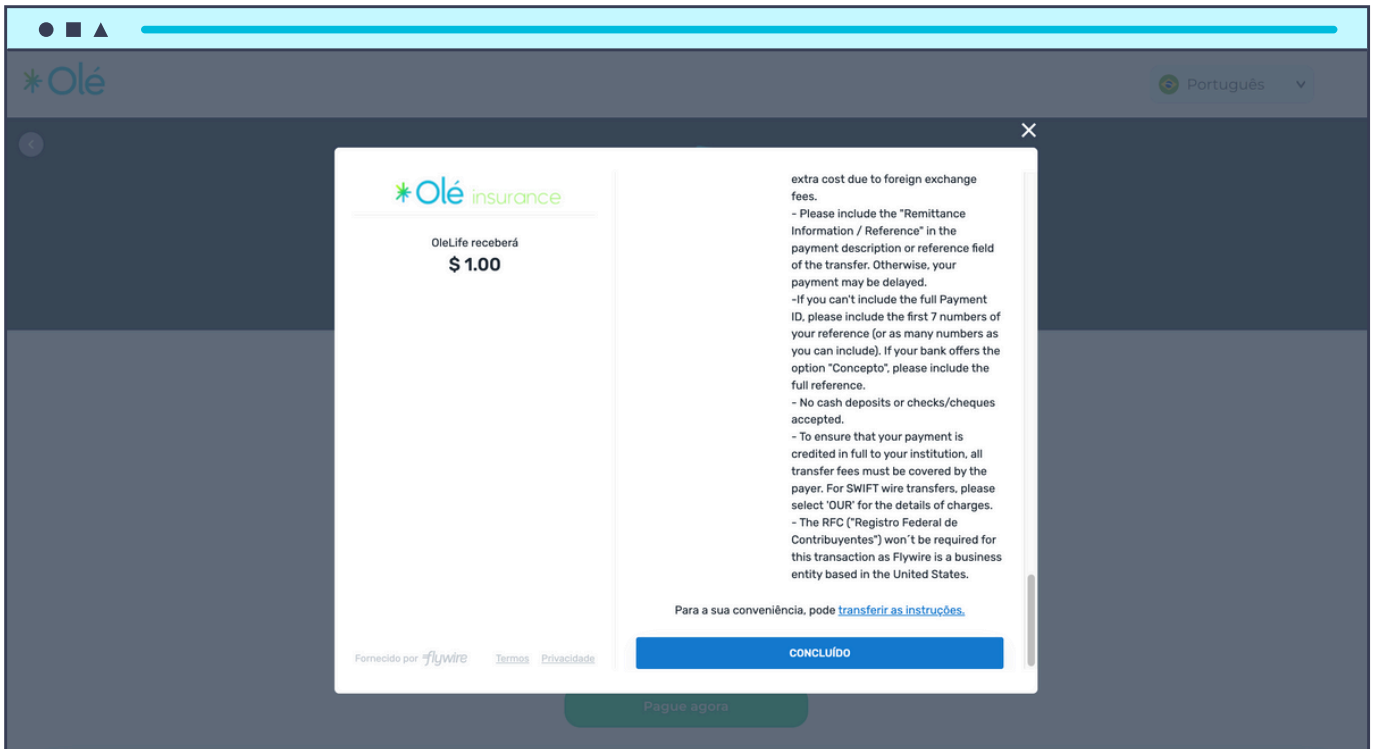 *Olé
Português
*Olé insurance
OleLife receberá
$ 1.00
extra cost due to foreign exchange
fees.
- Please include the "Remittance
Information / Reference" in the
payment description or reference field
of the transfer. Otherwise, your
payment may be delayed.
-If you can't include the full Payment
ID, please include the first 7 numbers of
your reference (or as many numbers as
you can include). If your bank offers the
option "Concepto", please include the
full reference.
- No cash deposits or checks/cheques
accepted.
- To ensure that your payment is
credited in full to your institution, all
transfer fees must be covered by the
payer. For SWIFT wire transfers, please
select 'OUR' for the details of charges.
- The RFC ("Registro Federal de
Contribuyentes") won´t be required for
this transaction as Flywire is a business
entity based in the United States.
Para a sua conveniência, pode transferir as instruções.
CONCLUÍDO
Fornecido por flywire Termos Privacidade
Pague agora